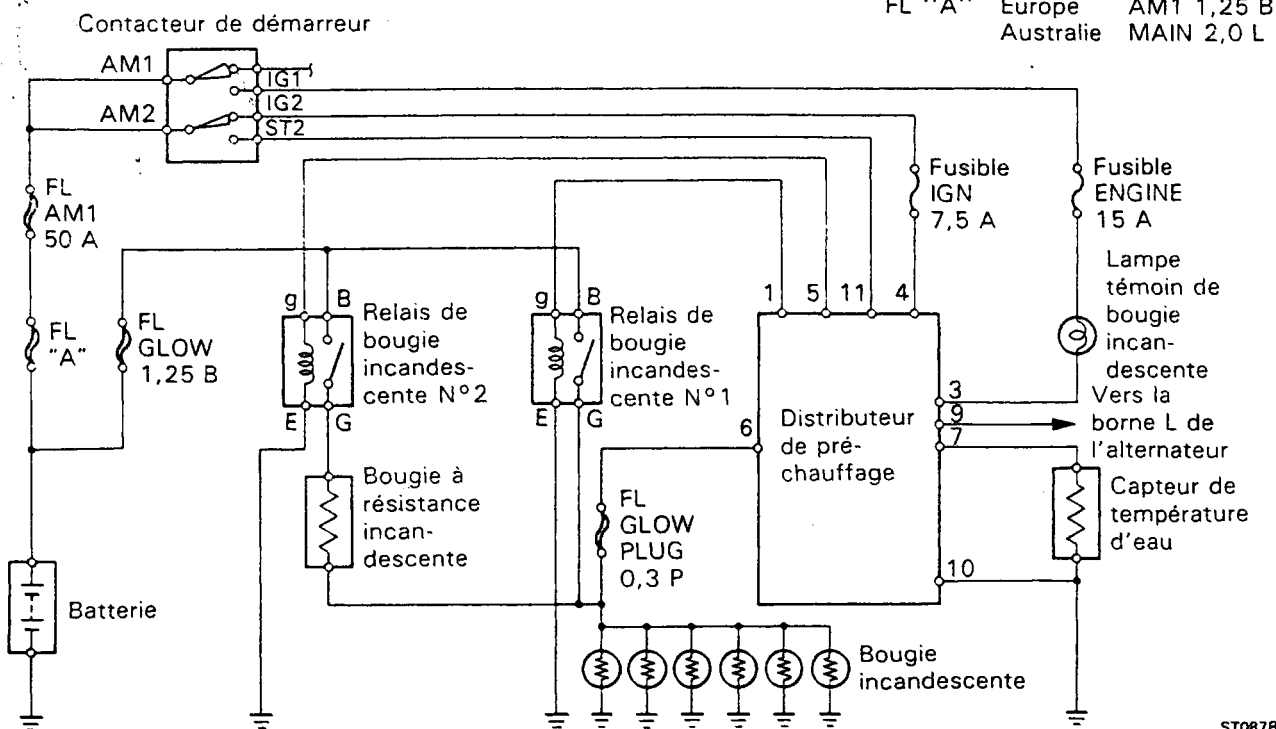 FL "A" Europe AM1 1,25 B
Australie MAIN 2,0 L
Contacteur de démarreur
AM1
IG1
IG2
AM2
ST2
FL
AM1
50 A
Fusible
IGN
7,5 A
Fusible
ENGINE
15 A
Lampe
témoin de
bougie
incan-
descente
1
5
11
4
g
B
g
B
FL
"A"
FL
GLOW
1,25 B
Relais de
bougie
incandes-
cente N°2
Relais de
bougie
incandes-
cente N°1
E
G
E
G
Distributeur
de pré-
chauffage
3
9
7
6
10
Vers la
borne L de
l'alternateur
Bougie à
résistance
incan-
descente
FL
GLOW
PLUG
0,3 P
Capteur de
température
d'eau
Batterie
Bougie
incandescente